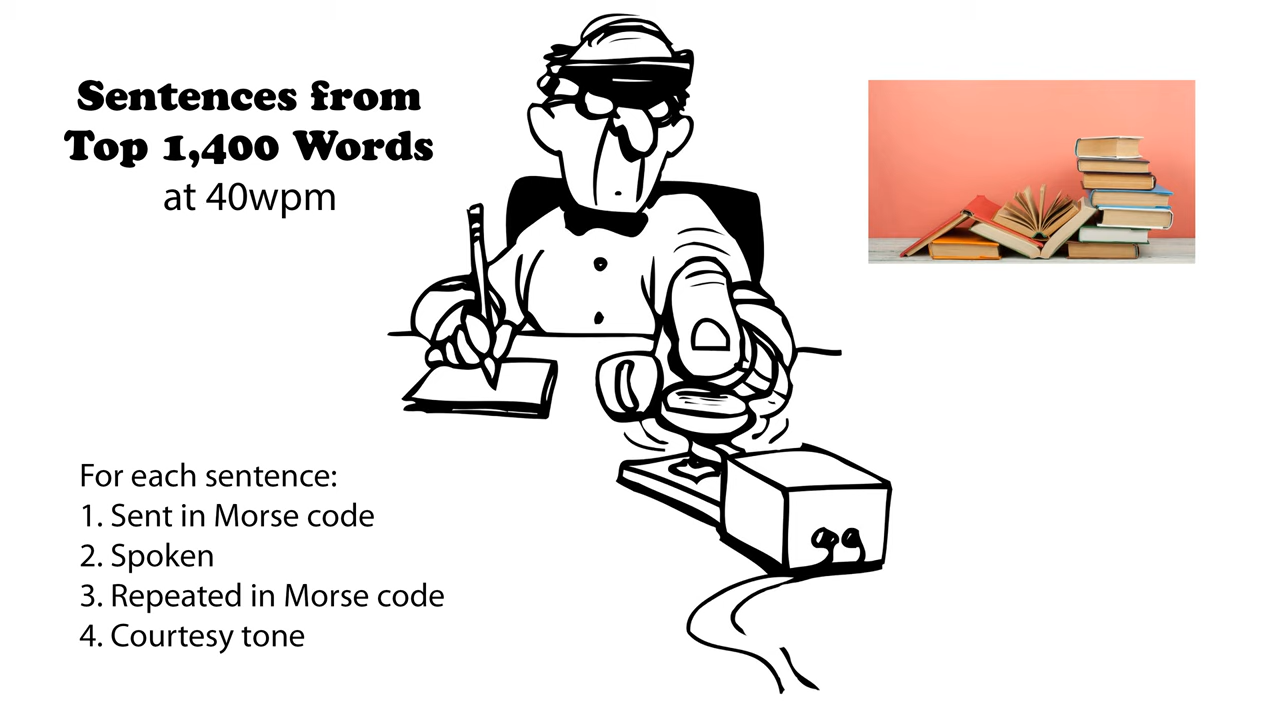 Sentences from
Top 1,400 Words
at 40wpm
For each sentence:
1. Sent in Morse code
2. Spoken
3. Repeated in Morse code
4. Courtesy tone